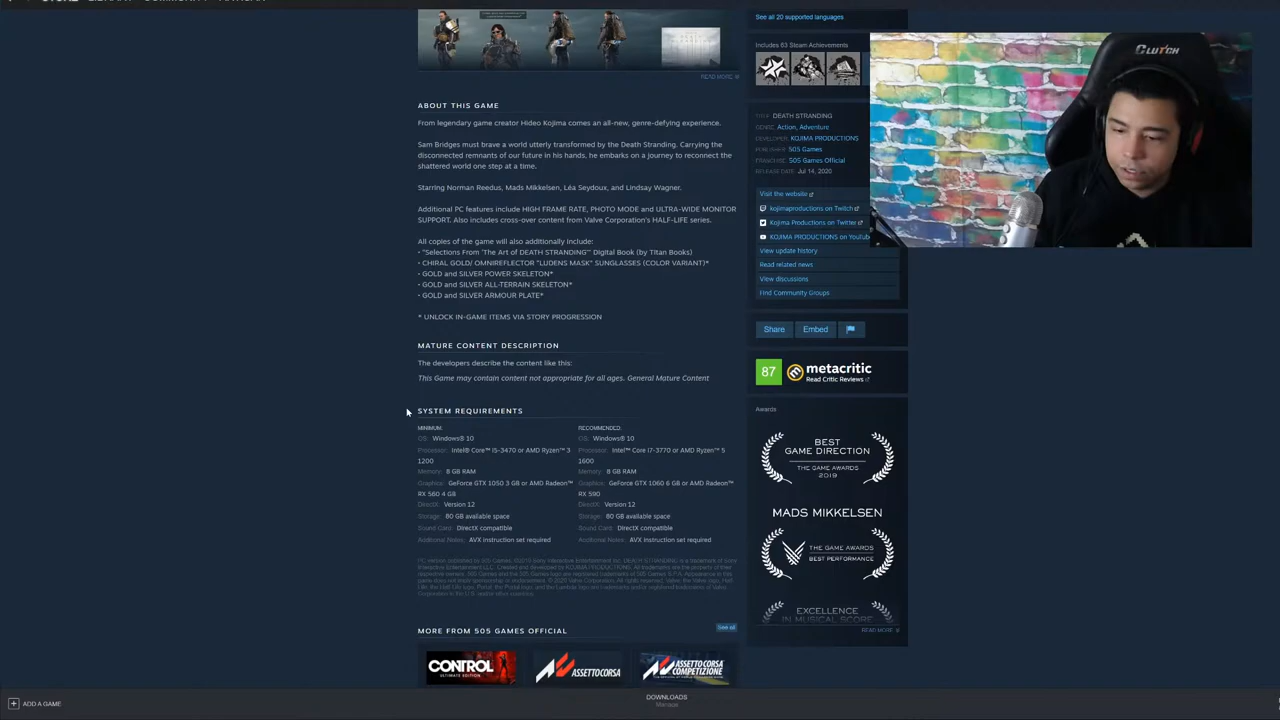 See all 20 supported languages
Includes 63 Steam Achievements
CLUTCH
READ MORE
ABOUT THIS GAME
From legendary game creator Hideo Kojima comes an all-new, genre-defying experience.
Sam Bridges must brave a world utterly transformed by the Death Stranding. Carrying the
disconnected remnants of our future in his hands, he embarks on a journey to reconnect the
shattered world one step at a time.
Starring Norman Reedus, Mads Mikkelsen, Léa Seydoux, and Lindsay Wagner.
Additional PC features include HIGH FRAME RATE, PHOTO MODE and ULTRA-WIDE MONITOR
SUPPORT. Also includes cross-over content from Valve Corporation's HALF-LIFE series.
All copies of the game will also additionally include:
• "Selections From 'The Art of DEATH STRANDING'" Digital Book (by Titan Books)
• CHIRAL GOLD/ OMNIREFLECTOR "LUDENS MASK" SUNGLASSES (COLOR VARIANT)*
• GOLD and SILVER POWER SKELETON*
• GOLD and SILVER ALL-TERRAIN SKELETON*
• GOLD and SILVER ARMOUR PLATE*
* UNLOCK IN-GAME ITEMS VIA STORY PROGRESSION
MATURE CONTENT DESCRIPTION
The developers describe the content like this:
This Game may contain content not appropriate for all ages. General Mature Content
SYSTEM REQUIREMENTS
MINIMUM:
OS: Windows® 10
Processor: Intel® Core™ i5-3470 or AMD Ryzen™ 3
1200
Memory: 8 GB RAM
Graphics: GeForce GTX 1050 3 GB or AMD Radeon™
RX 560 4 GB
DirectX: Version 12
Storage: 80 GB available space
Sound Card: DirectX compatible
Additional Notes: AVX instruction set required
RECOMMENDED:
OS: Windows® 10
Processor: Intel™ Core i7-3770 or AMD Ryzen™ 5
1600
Memory: 8 GB RAM
Graphics: GeForce GTX 1060 6 GB or AMD Radeon™
RX 590
DirectX: Version 12
Storage: 80 GB available space
Sound Card: DirectX compatible
Additional Notes: AVX instruction set required
MORE FROM 505 GAMES OFFICIAL
See all
CONTROL
ULTIMATE EDITION
ASSETTO CORSA
ASSETTO CORSA
COMPETIZIONE
TITLE: DEATH STRANDING
GENRE: Action, Adventure
DEVELOPER: KOJIMA PRODUCTIONS
PUBLISHER: 505 Games
FRANCHISE: 505 Games Official
RELEASE DATE: Jul 14, 2020
Visit the website
kojimaproductions on Twitch
Kojima Productions on Twitter
KOJIMA PRODUCTIONS on Youtub
View update history
Read related news
View discussions
Find Community Groups
Share
Embed
87
metacritic
Read Critic Reviews
Awards
BEST
GAME DIRECTION
THE GAME AWARDS
2019
MADS MIKKELSEN
THE GAME AWARDS
BEST PERFORMANCE
EXCELLENCE
IN MUSICAL SCORE
READ MORE
ADD A GAME
DOWNLOADS
Manage